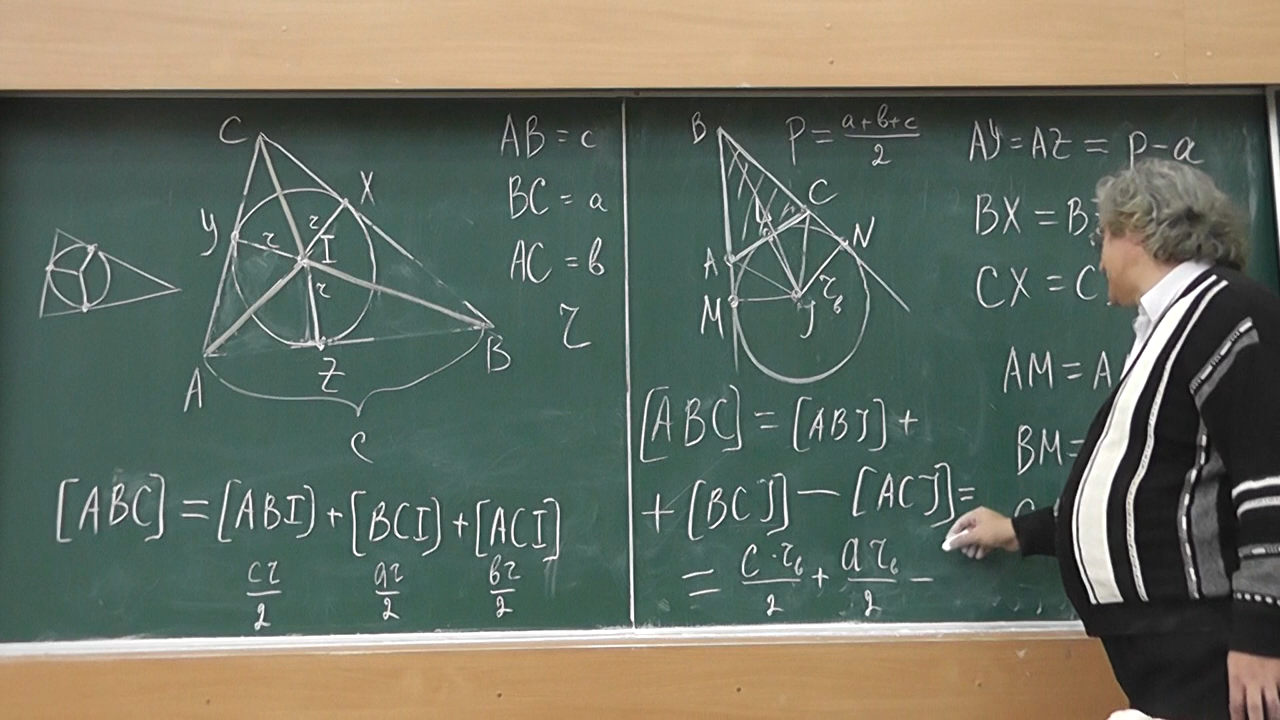 C
X
y
r
r
I
r
A
Z
B
c
AB = c
BC = a
AC = b
r
[ABC] = [ABI] + [BCI] + [ACI]
cr/2
ar/2
br/2
B
P = a+b+c/2
C
N
A
M
J
r_b
[ABC] = [ABJ] +
+ [BCJ] — [ACJ] =
= c·r_b/2 + ar_b/2 −
Ay = AZ = p-a
BX = B
CX = C
AM = A
BM =